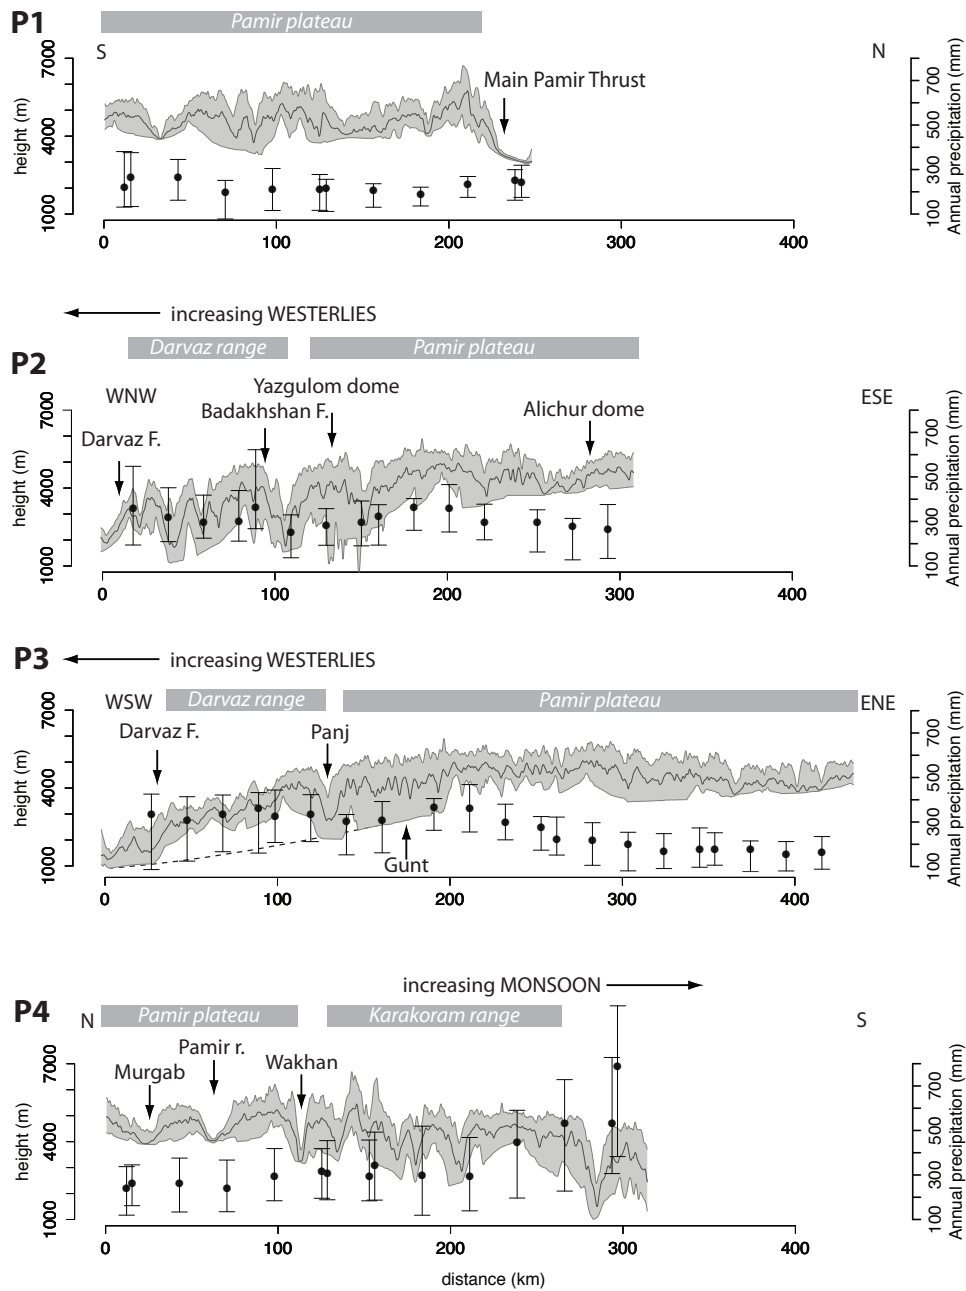 P1
Pamir plateau
S
N
Main Pamir Thrust
height (m)
7000
4000
1000
700
500
300
100
Annual precipitation (mm)
0 100 200 300 400
increasing WESTERLIES
P2
Darvaz range
Pamir plateau
WNW
ESE
Yazgulom dome
Badakhshan F.
Alichur dome
Darvaz F.
height (m)
7000
4000
1000
700
500
300
100
Annual precipitation (mm)
0 100 200 300 400
P3
increasing WESTERLIES
WSW
Darvaz range
Pamir plateau
ENE
Darvaz F.
Panj
Gunt
height (m)
7000
4000
1000
700
500
300
100
Annual precipitation (mm)
0 100 200 300 400
increasing MONSOON
P4
N
Pamir plateau
Karakoram range
S
Pamir r.
Murgab
Wakhan
height (m)
7000
4000
1000
700
500
300
100
Annual precipitation (mm)
0 100 200 300 400
distance (km)